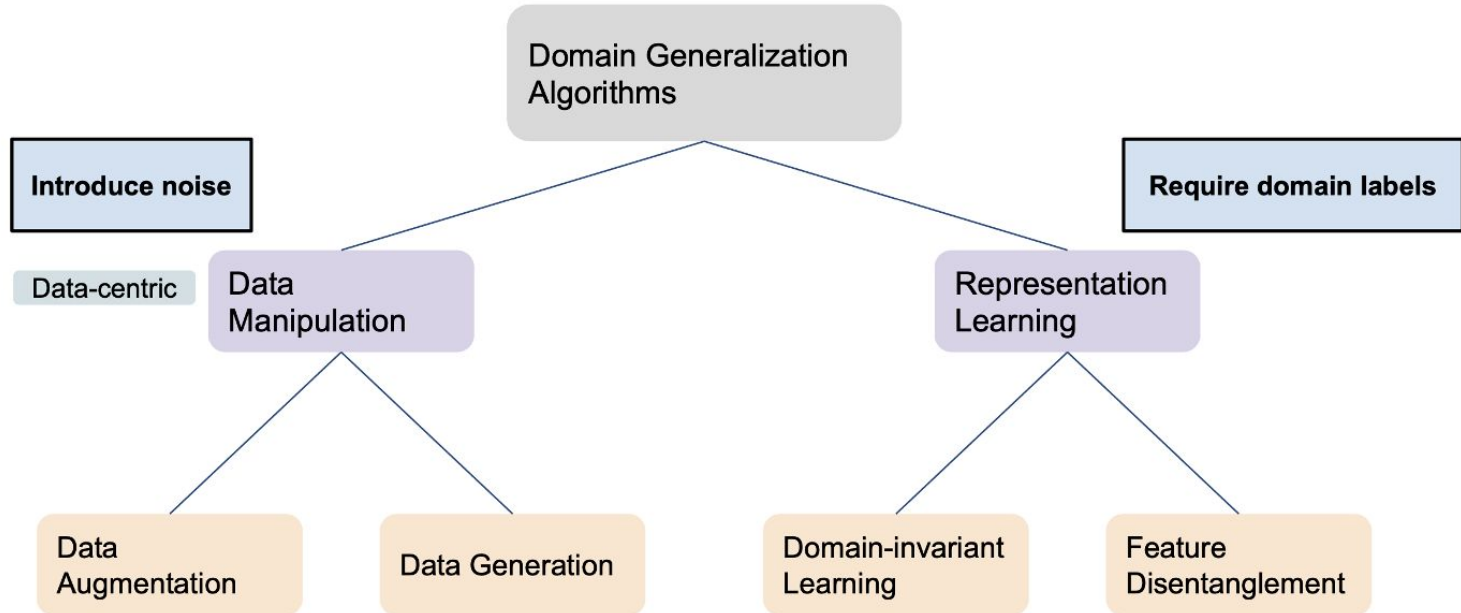 Domain Generalization
Algorithms
Introduce noise
Require domain labels
Data-centric
Data
Manipulation
Representation
Learning
Data
Augmentation
Data Generation
Domain-invariant
Learning
Feature
Disentanglement